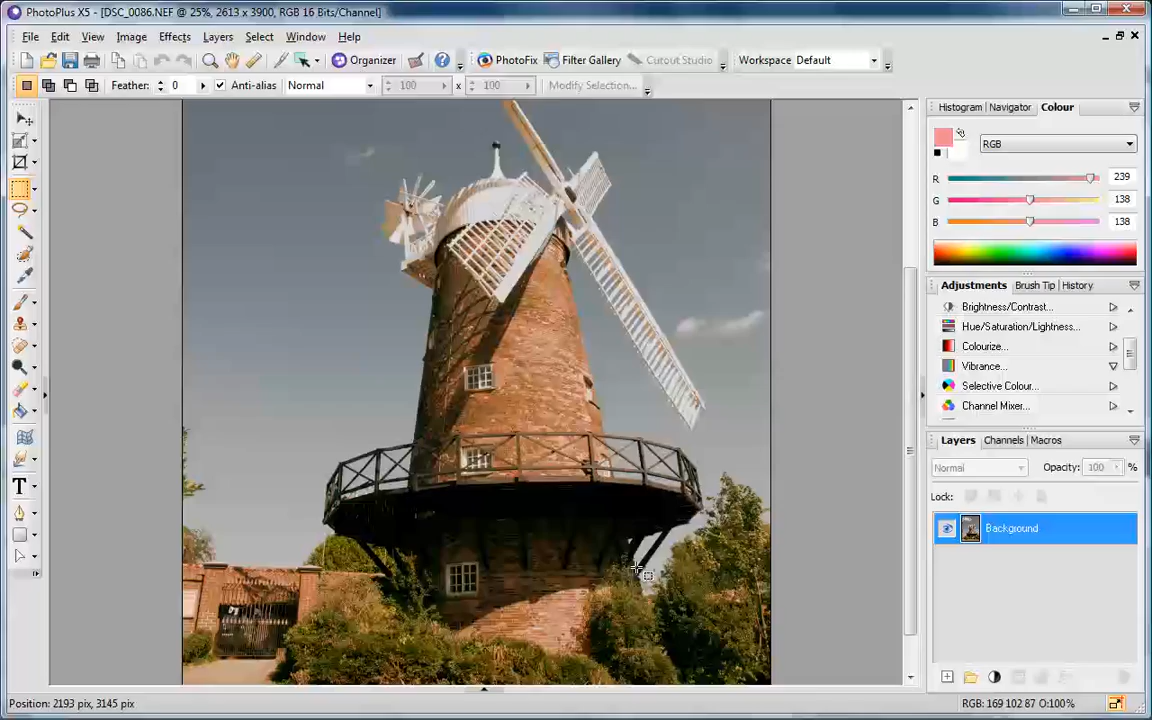 PhotoPlus X5 - [DSC_0086.NEF @ 25%, 2613 x 3900, RGB 16 Bits/Channel]
File Edit View Image Effects Layers Select Window Help
Organizer PhotoFix Filter Gallery Cutout Studio Workspace Default
Feather: 0 Anti-alias Normal 100 x 100 Modify Selection...
Histogram Navigator Colour
RGB
R 239
G 138
B 138
Adjustments Brush Tip History
Brightness/Contrast...
Hue/Saturation/Lightness...
Colourize...
Vibrance...
Selective Colour...
Channel Mixer...
Layers Channels Macros
Normal Opacity: 100 %
Lock:
Background
T
Position: 2193 pix, 3145 pix
RGB: 169 102 87 O:100%